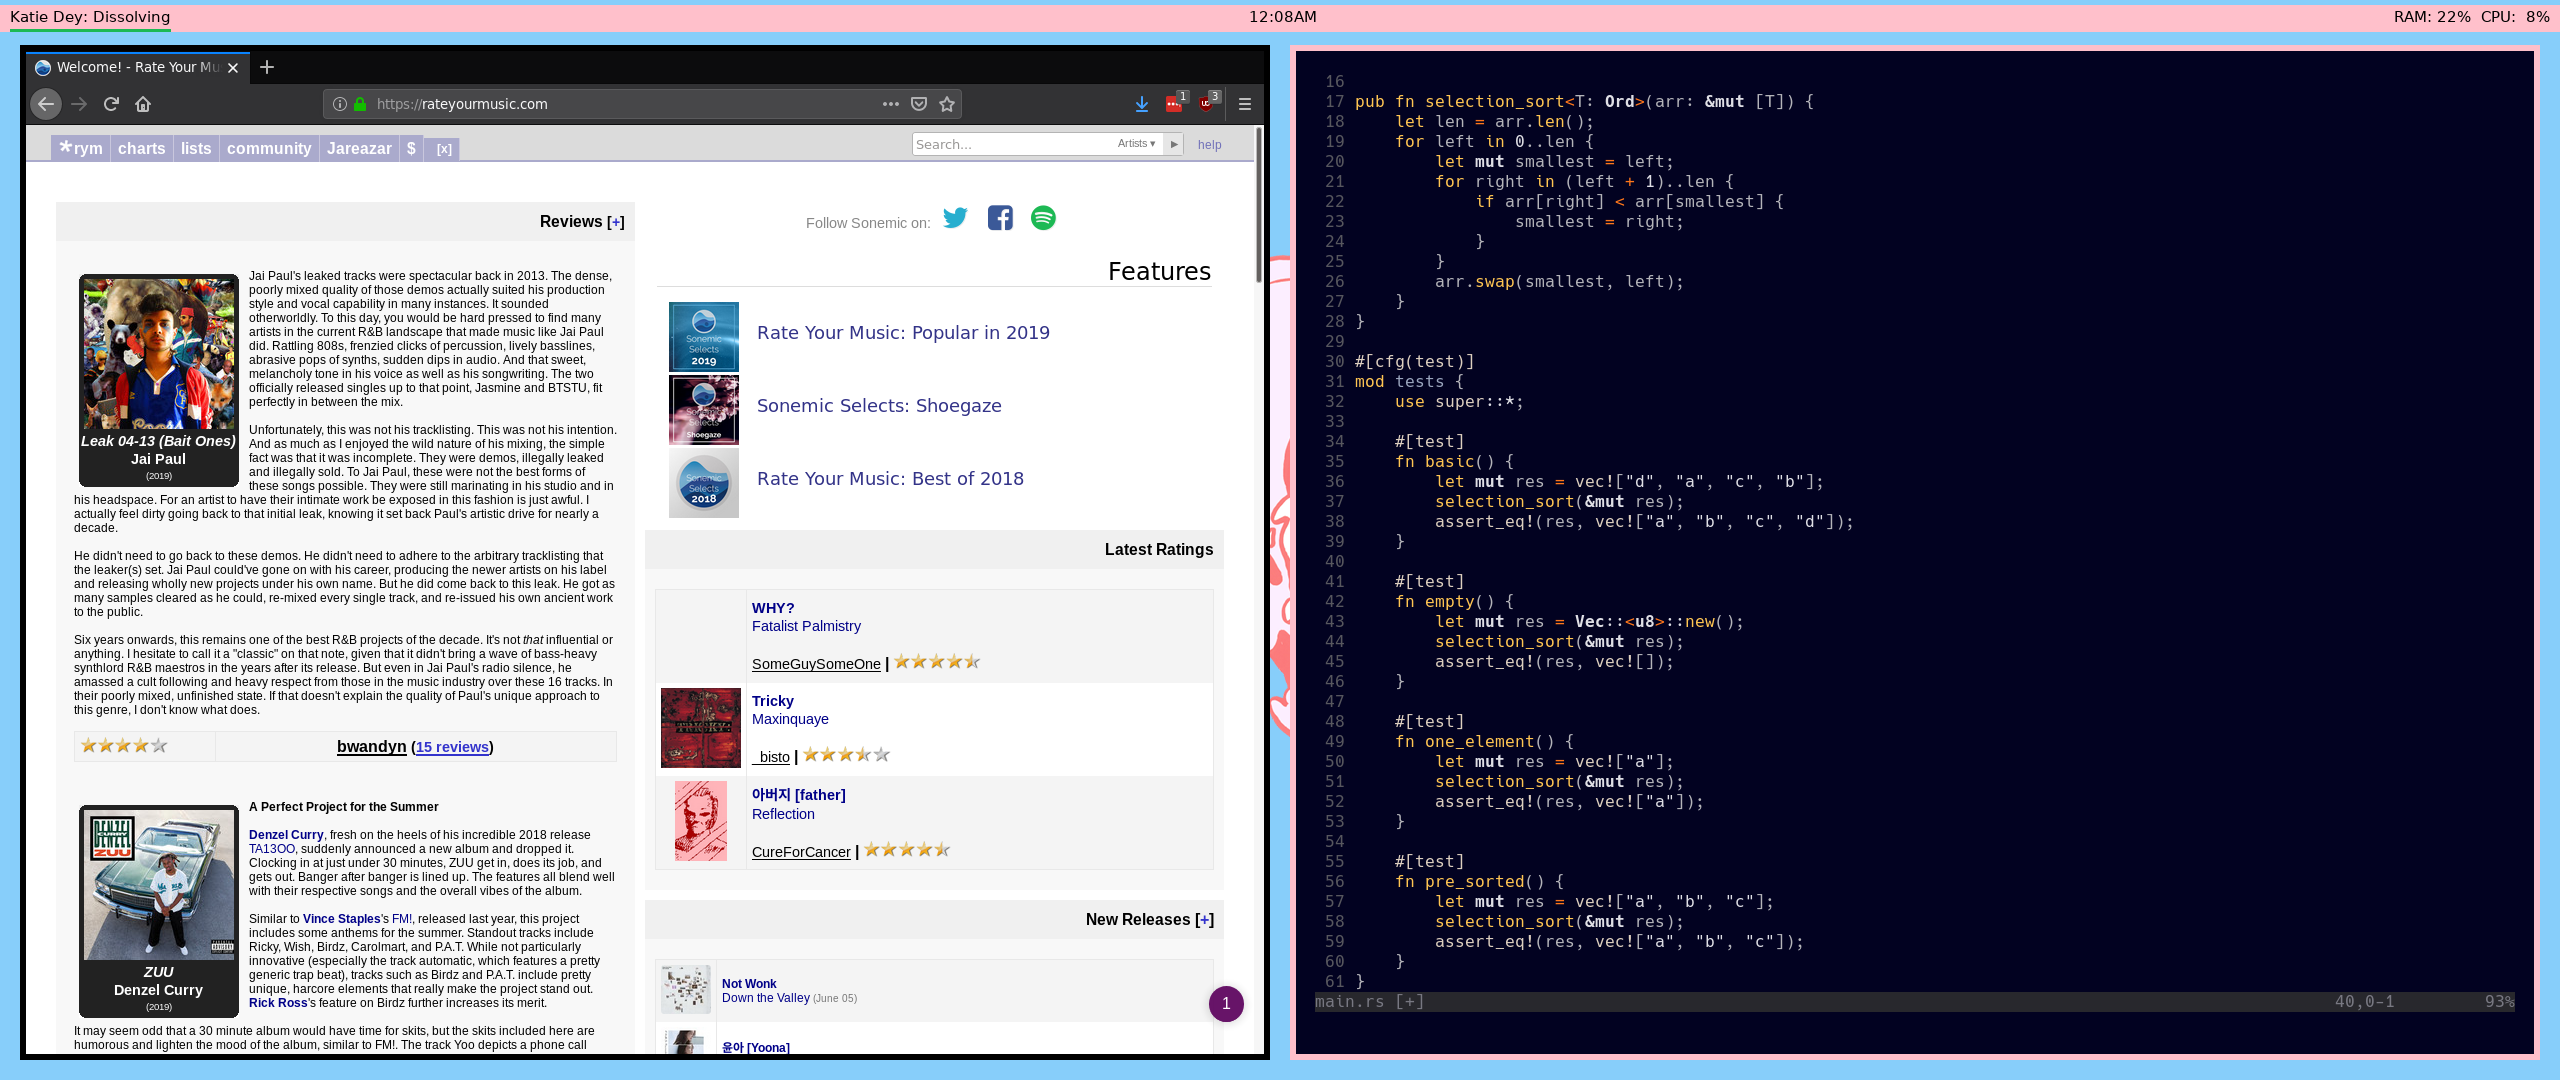 Katie Dey: Dissolving
12:08AM
RAM: 22%  CPU:  8%
Welcome! - Rate Your Mu
https://rateyourmusic.com
1
3
*rym charts lists community Jareazar $ [x]
Search...
Artists ▾
help
Reviews [+]
Leak 04-13 (Bait Ones)
Jai Paul
(2019)
Jai Paul's leaked tracks were spectacular back in 2013. The dense,
poorly mixed quality of those demos actually suited his production
style and vocal capability in many instances. It sounded
otherworldly. To this day, you would be hard pressed to find many
artists in the current R&B landscape that made music like Jai Paul
did. Rattling 808s, frenzied clicks of percussion, lively basslines,
abrasive pops of synths, sudden dips in audio. And that sweet,
melancholy tone in his voice as well as his songwriting. The two
officially released singles up to that point, Jasmine and BTSTU, fit
perfectly in between the mix.
Unfortunately, this was not his tracklisting. This was not his intention.
And as much as I enjoyed the wild nature of his mixing, the simple
fact was that it was incomplete. They were demos, illegally leaked
and illegally sold. To Jai Paul, these were not the best forms of
these songs possible. They were still marinating in his studio and in
his headspace. For an artist to have their intimate work be exposed in this fashion is just awful. I
actually feel dirty going back to that initial leak, knowing it set back Paul's artistic drive for nearly a
decade.
He didn't need to go back to these demos. He didn't need to adhere to the arbitrary tracklisting that
the leaker(s) set. Jai Paul could've gone on with his career, producing the newer artists on his label
and releasing wholly new projects under his own name. But he did come back to this leak. He got as
many samples cleared as he could, re-mixed every single track, and re-issued his own ancient work
to the public.
Six years onwards, this remains one of the best R&B projects of the decade. It's not that influential or
anything. I hesitate to call it a "classic" on that note, given that it didn't bring a wave of bass-heavy
synthlord R&B maestros in the years after its release. But even in Jai Paul's radio silence, he
amassed a cult following and heavy respect from those in the music industry over these 16 tracks. In
their poorly mixed, unfinished state. If that doesn't explain the quality of Paul's unique approach to
this genre, I don't know what does.
bwandyn (15 reviews)
DENZEL CURRY ZUU
ZUU
Denzel Curry
(2019)
A Perfect Project for the Summer
Denzel Curry, fresh on the heels of his incredible 2018 release
TA13OO, suddenly announced a new album and dropped it.
Clocking in at just under 30 minutes, ZUU get in, does its job, and
gets out. Banger after banger is lined up. The features all blend well
with their respective songs and the overall vibes of the album.
Similar to Vince Staples's FM!, released last year, this project
includes some anthems for the summer. Standout tracks include
Ricky, Wish, Birdz, Carolmart, and P.A.T. While not particularly
innovative (especially the track automatic, which features a pretty
generic trap beat), tracks such as Birdz and P.A.T. include pretty
unique, harcore elements that really make the project stand out.
Rick Ross's feature on Birdz further increases its merit.
It may seem odd that a 30 minute album would have time for skits, but the skits included here are
humorous and lighten the mood of the album, similar to FM!. The track Yoo depicts a phone call
Follow Sonemic on:
Features
Sonemic
Selects
2019
Rate Your Music: Popular in 2019
Sonemic
Selects
Shoegaze
Sonemic Selects: Shoegaze
Sonemic
Selects
2018
Rate Your Music: Best of 2018
Latest Ratings
WHY?
Fatalist Palmistry
SomeGuySomeOne |
Tricky
Maxinquaye
_bisto |
아버지 [father]
Reflection
CureForCancer |
New Releases [+]
Not Wonk
Down the Valley (June 05)
윤아 [Yoona]
1
16
17 pub fn selection_sort<T: Ord>(arr: &mut [T]) {
18     let len = arr.len();
19     for left in 0..len {
20         let mut smallest = left;
21         for right in (left + 1)..len {
22             if arr[right] < arr[smallest] {
23                 smallest = right;
24             }
25         }
26         arr.swap(smallest, left);
27     }
28 }
29
30 #[cfg(test)]
31 mod tests {
32     use super::*;
33
34     #[test]
35     fn basic() {
36         let mut res = vec!["d", "a", "c", "b"];
37         selection_sort(&mut res);
38         assert_eq!(res, vec!["a", "b", "c", "d"]);
39     }
40
41     #[test]
42     fn empty() {
43         let mut res = Vec::<u8>::new();
44         selection_sort(&mut res);
45         assert_eq!(res, vec![]);
46     }
47
48     #[test]
49     fn one_element() {
50         let mut res = vec!["a"];
51         selection_sort(&mut res);
52         assert_eq!(res, vec!["a"]);
53     }
54
55     #[test]
56     fn pre_sorted() {
57         let mut res = vec!["a", "b", "c"];
58         selection_sort(&mut res);
59         assert_eq!(res, vec!["a", "b", "c"]);
60     }
61 }
main.rs [+]
40,0-1
93%